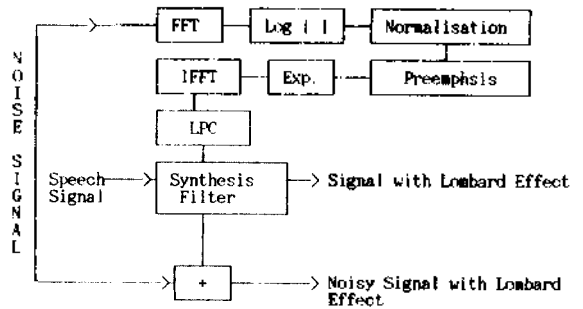 FFT
Log | |
Normalisation
IFFT
Exp.
Preemphsis
LPC
NOISE SIGNAL
Speech
Signal
Synthesis
Filter
Signal with Lombard Effect
+
Noisy Signal with Lombard
Effect